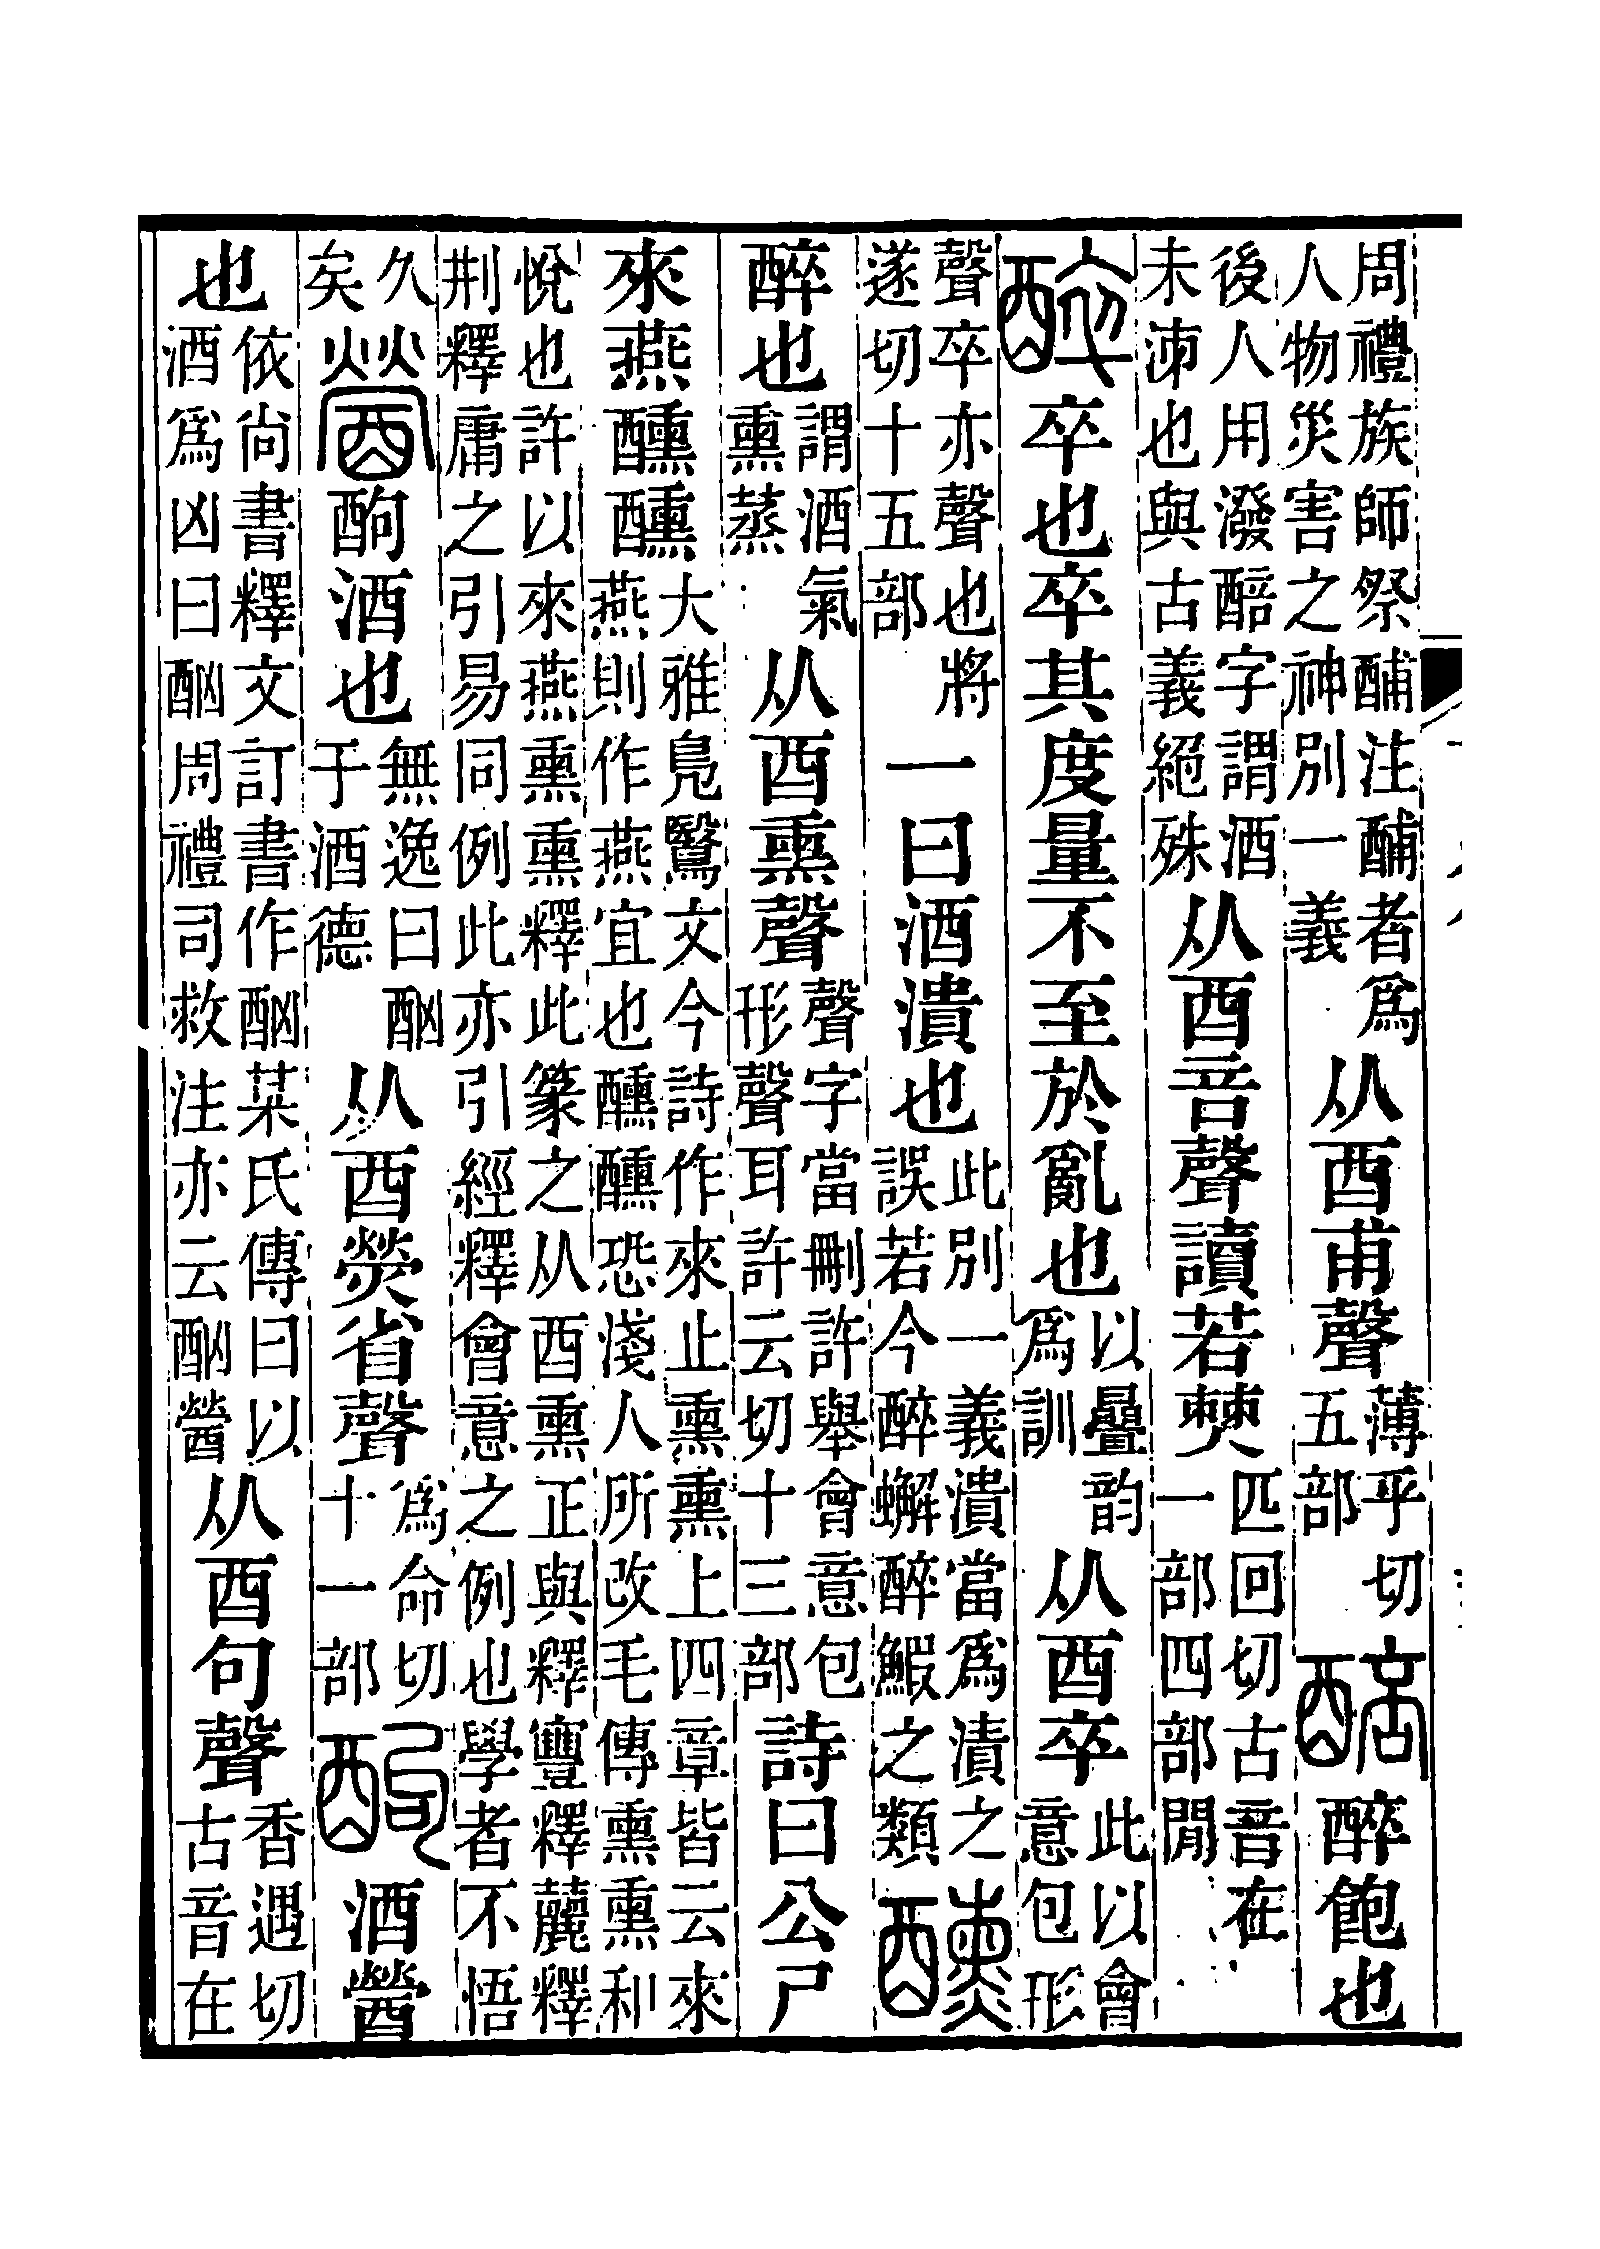 周禮族師祭酺注酺者爲
人物災害之神別一義
从酉甫聲
薄乎切
五部
醅
醉飽也
後人用潑醅字謂酒
未泲也與古義絕殊
从酉咅聲讀若僰
匹回切古音在
一部四部閒
醉
卒也卒其度量不至於亂也
以曡韵
爲訓
从酉卒
此以會
意包形
聲卒亦聲也將
遂切十五部
一曰酒潰也
此別一義潰當爲漬之
誤若今醉蠏醉鰕之類
醺
醉也
謂酒氣
熏蒸
从酉熏聲
聲字當刪許舉會意包
形聲耳許云切十三部
詩曰公尸
來燕醺醺
大雅鳧鷖文今詩作來止熏熏上四章皆云來
燕則作燕宜也醺醺恐淺人所改毛傳熏熏和
悅也許以來燕熏熏釋此篆之从酉熏正與釋寷釋䕻釋
荆釋庸之引易同例此亦引經釋會意之例也學者不悟
久
矣
醟
䣱酒也
無逸曰酗
于酒德
从酉熒省聲
爲命切
十一部
䣱
酒醟
也
依尚書釋文訂書作酗某氏傳曰以
酒爲凶曰酗周禮司救注亦云酗醟
从酉句聲
香遇切
古音在